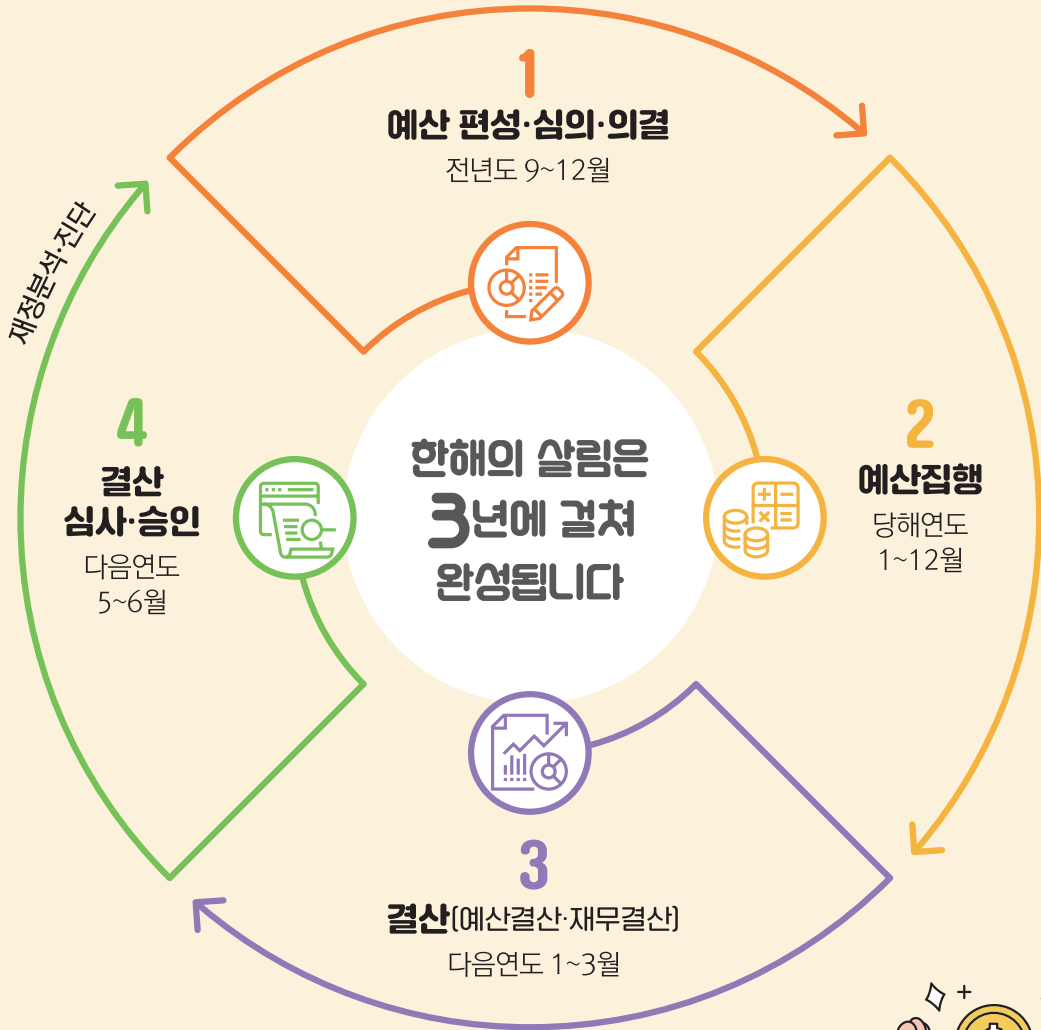 1
예산 편성·심의·의결
전년도 9~12월
재정분석·진단
2
예산집행
당해연도
1~12월
한해의 살림은
3년에 걸쳐
완성됩니다
4
결산
심사·승인
다음연도
5~6월
3
결산(예산결산·재무결산)
다음연도 1~3월